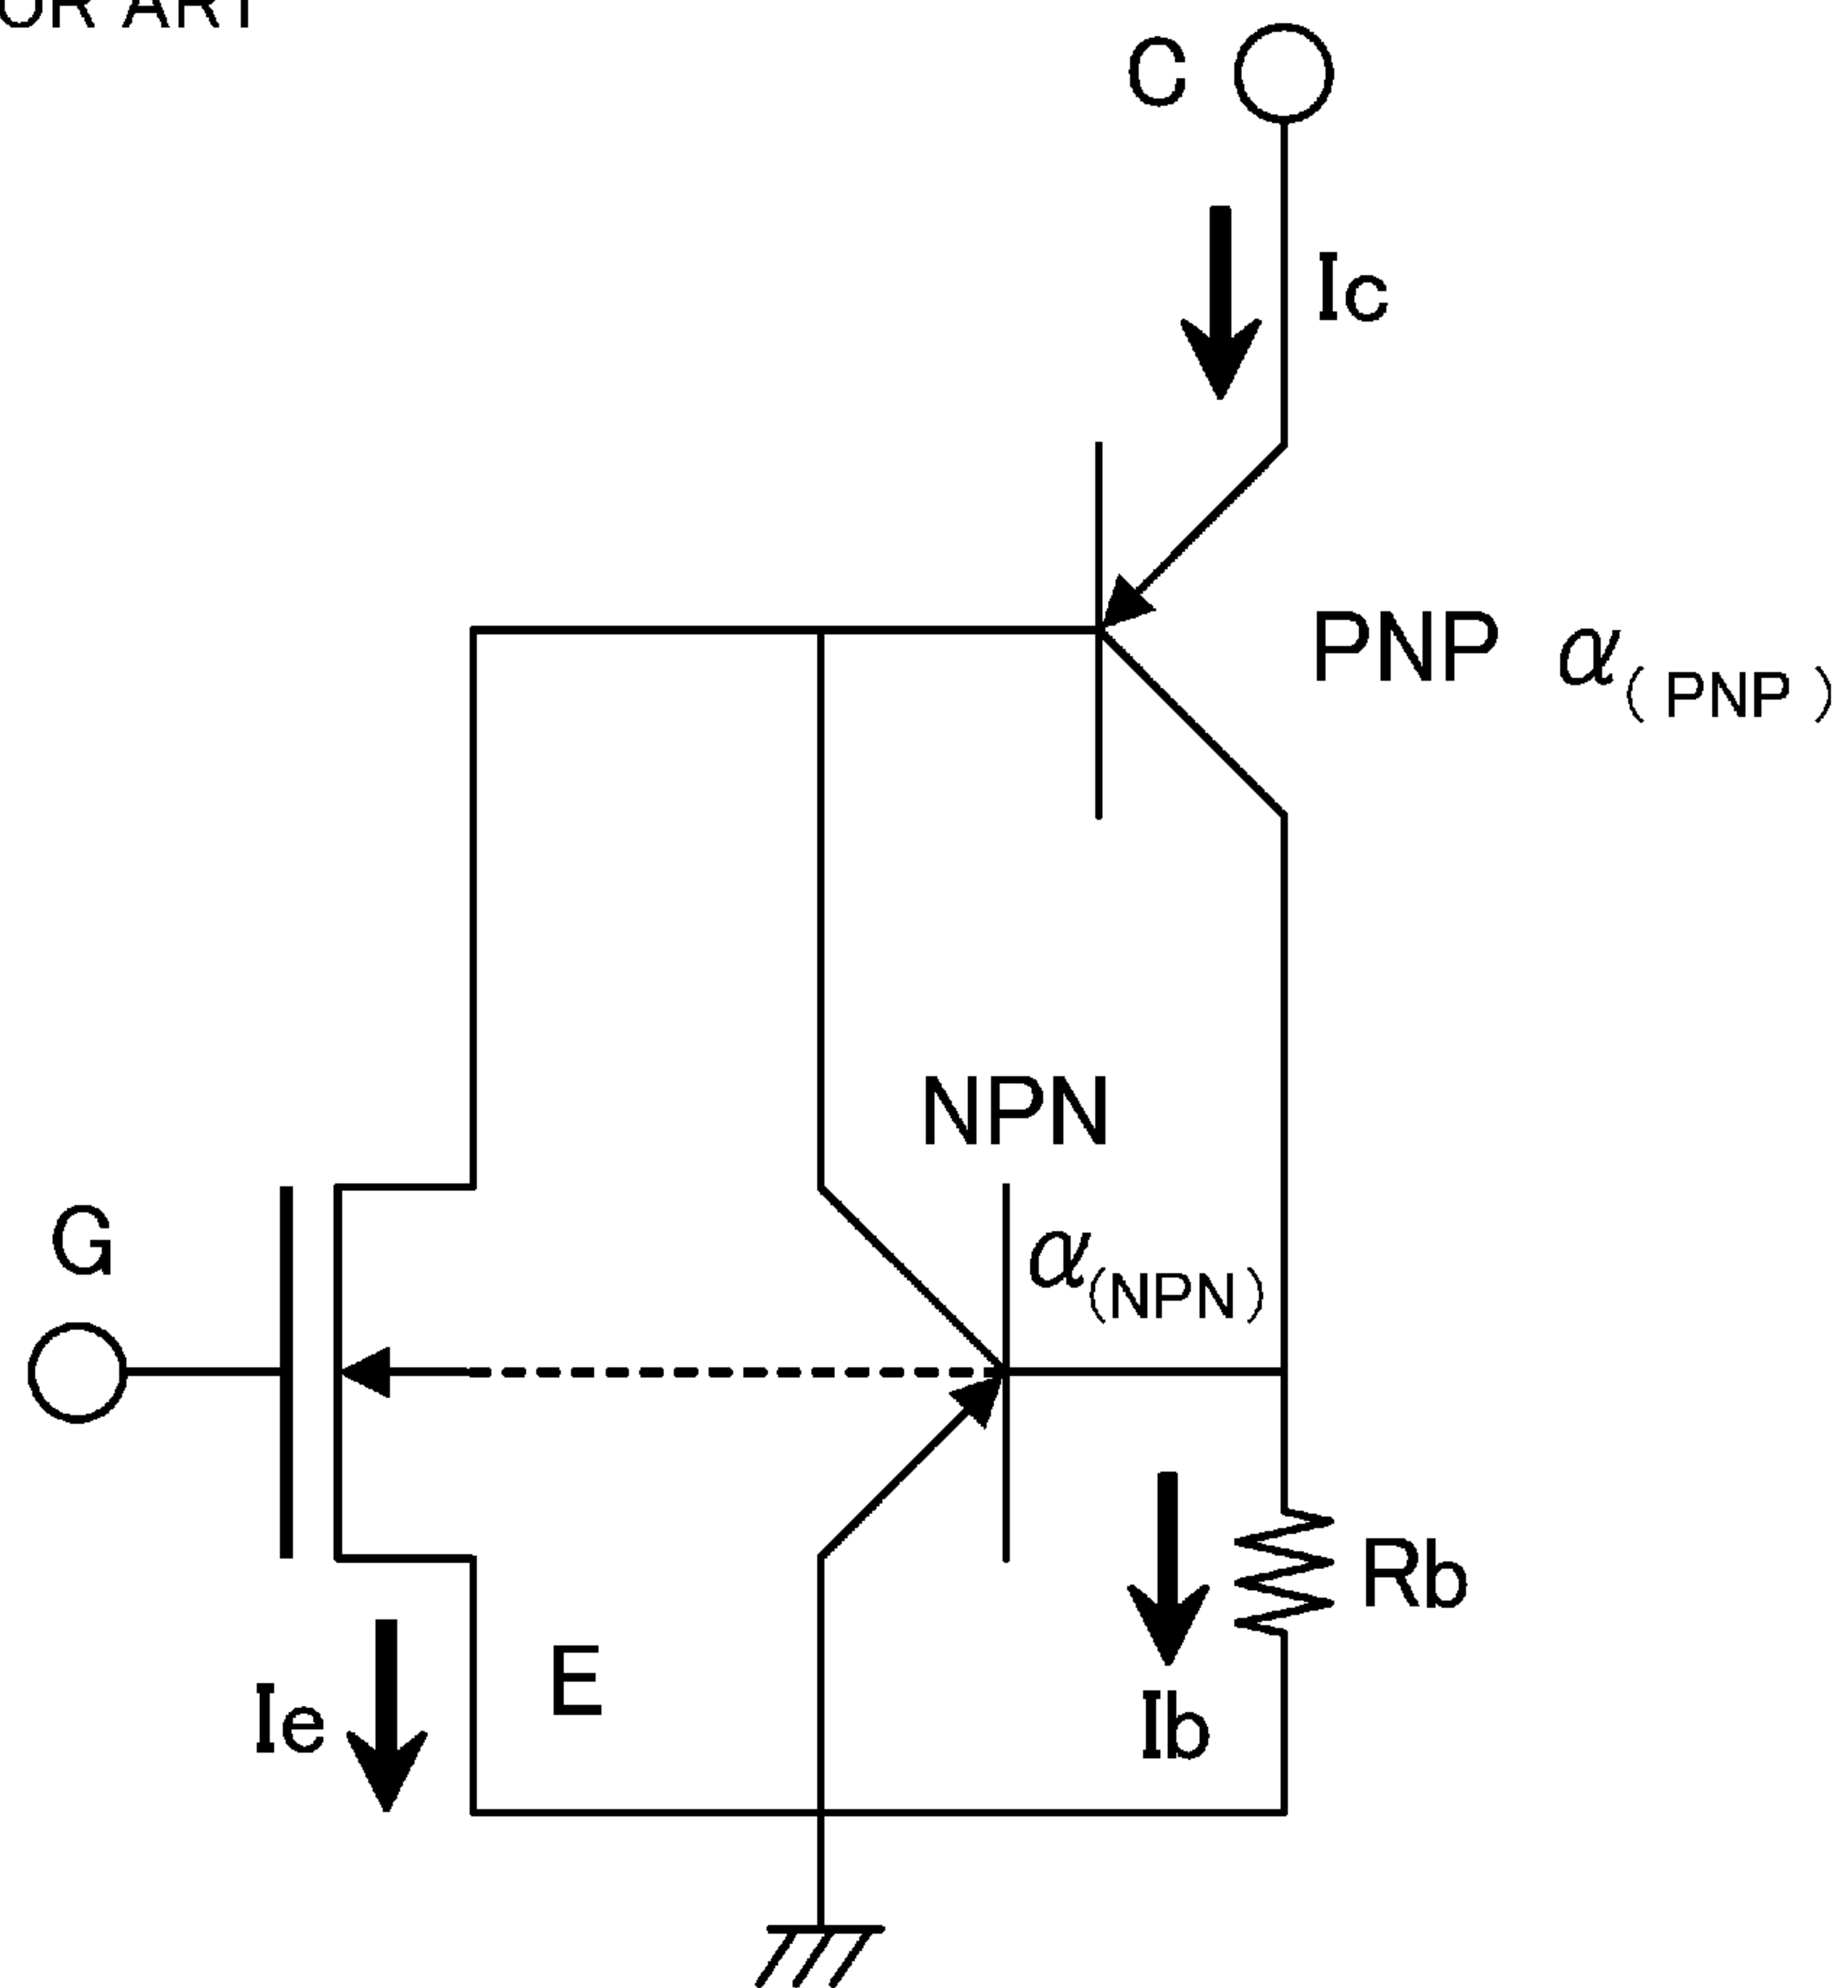 C
Ic
PNP α(PNP)
NPN
α(NPN)
G
Rb
E
Ie
Ib